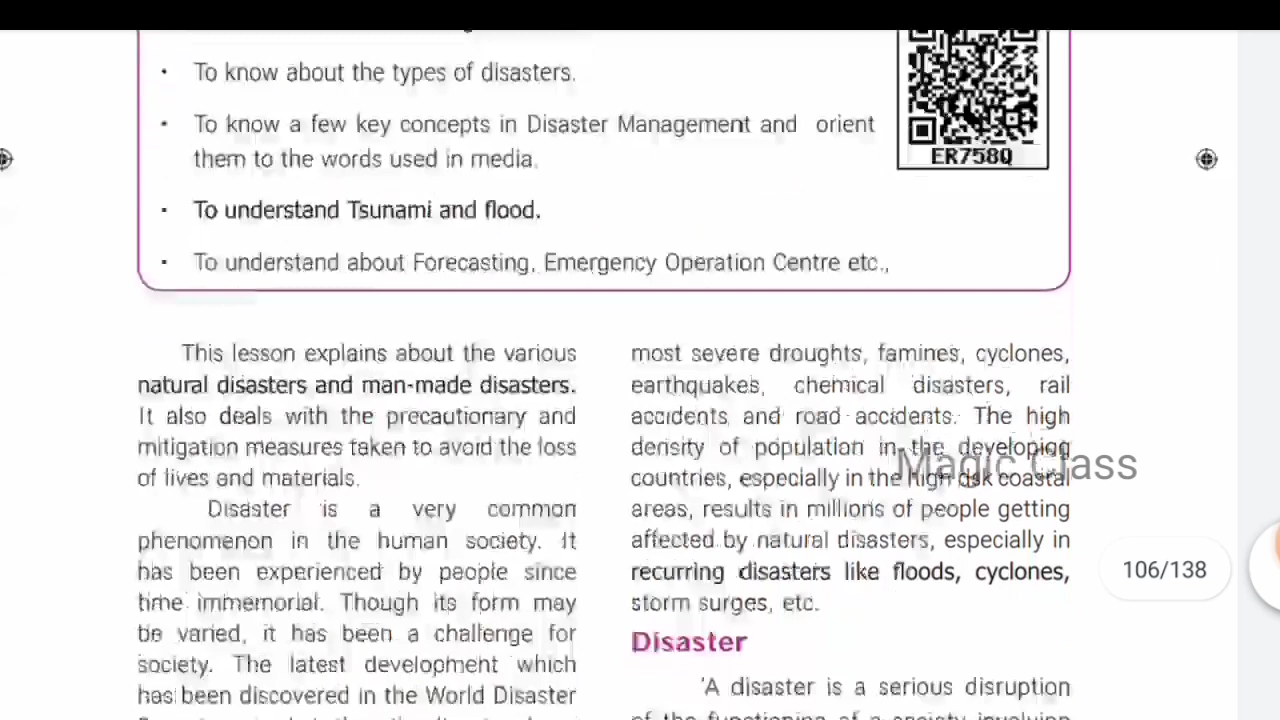 • To know about the types of disasters.
• To know a few key concepts in Disaster Management and orient
them to the words used in media.
• To understand Tsunami and flood.
• To understand about Forecasting, Emergency Operation Centre etc.,
ER758Q
This lesson explains about the various
natural disasters and man-made disasters.
It also deals with the precautionary and
mitigation measures taken to avoid the loss
of lives and materials.
Disaster is a very common
phenomenon in the human society. It
has been experienced by people since
time immemorial. Though its form may
be varied, it has been a challenge for
society. The latest development which
has been discovered in the World Disaster
most severe droughts, famines, cyclones,
earthquakes, chemical disasters, rail
accidents, and road accidents. The high
density of population in the developing
countries, especially in the high risk coastal
areas, results in millions of people getting
affected by natural disasters, especially in
recurring disasters like floods, cyclones,
storm surges, etc.
Disaster
'A disaster is a serious disruption
of the functioning of a society involving
Magic Class
106/138